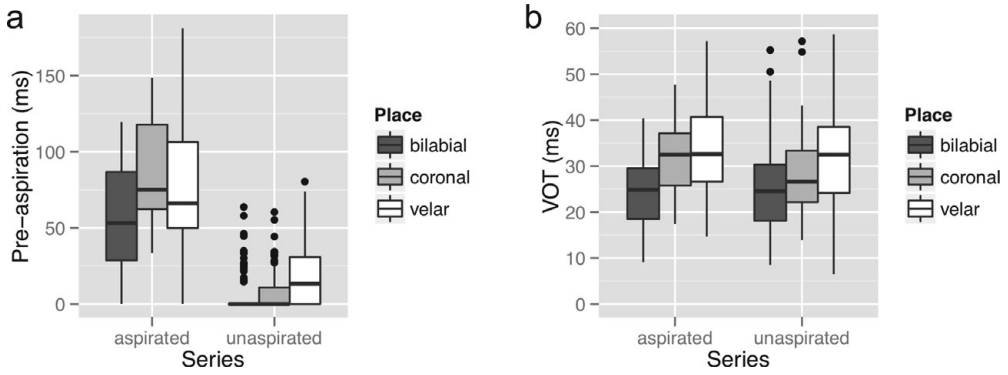 a
Pre-aspiration (ms)
150
100
50
0
aspirated
unaspirated
Series
Place
bilabial
coronal
velar
b
VOT (ms)
60
50
40
30
20
10
0
aspirated
unaspirated
Series
Place
bilabial
coronal
velar